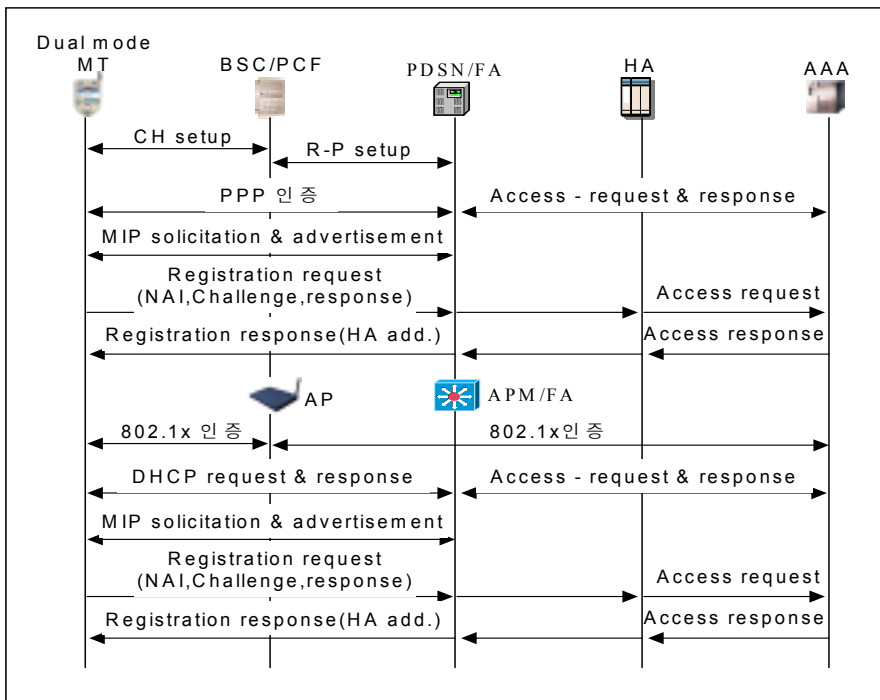 Dual mode
MT
BSC/PCF
PDSN/FA
HA
AAA
CH setup
R-P setup
PPP 인증
Access - request & response
MIP solicitation & advertisement
Registration request
(NAI,Challenge,response)
Access request
Registration response(HA add.)
Access response
AP
APM/FA
802.1x 인증
802.1x인증
DHCP request & response
Access - request & response
MIP solicitation & advertisement
Registration request
(NAI,Challenge,response)
Access request
Registration response(HA add.)
Access response